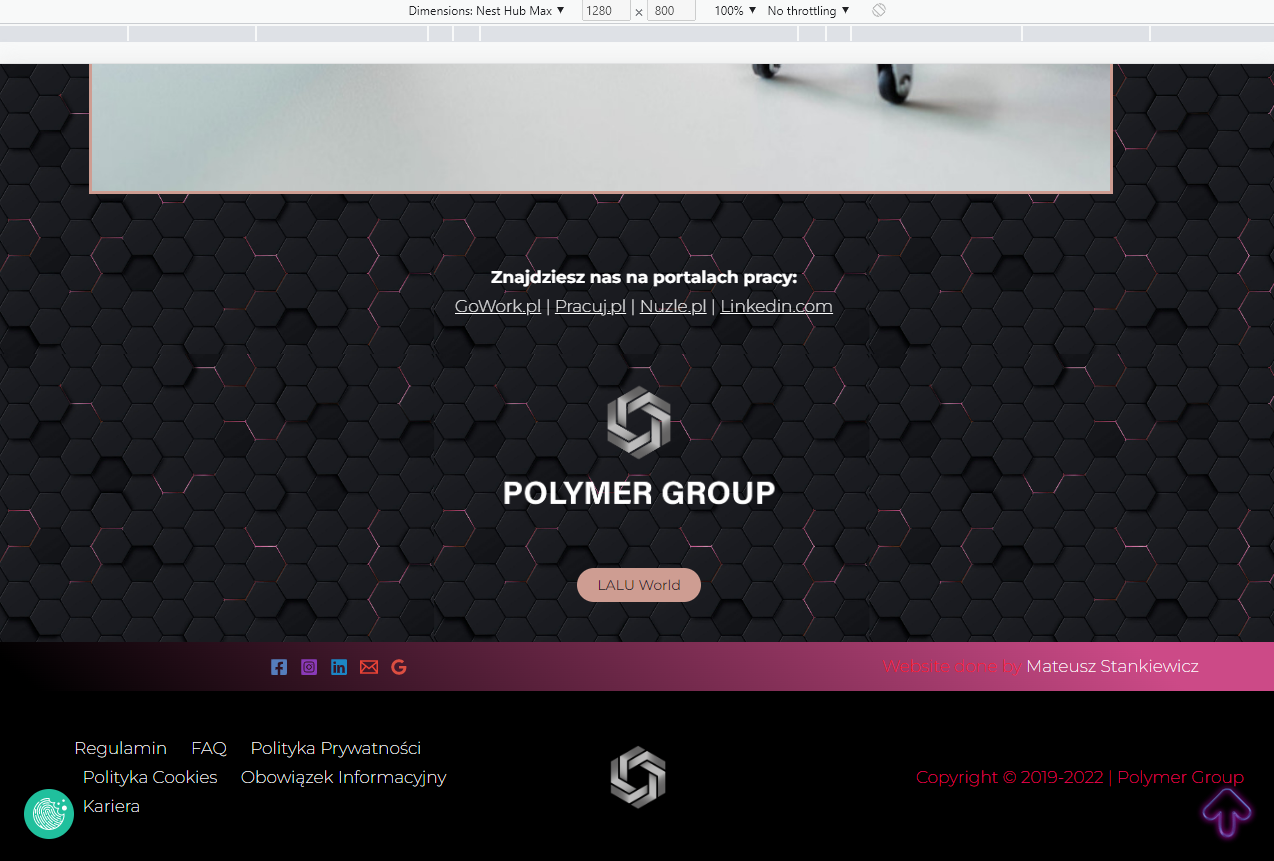 Dimensions: Nest Hub Max ▼ 1280 × 800 100% ▼ No throttling ▼
Znajdziesz nas na portalach pracy:
GoWork.pl | Pracuj.pl | Nuzle.pl | Linkedin.com
POLYMER GROUP
LALU World
Website done by Mateusz Stankiewicz
Regulamin FAQ Polityka Prywatności
Polityka Cookies Obowiązek Informacyjny
Kariera
Copyright © 2019-2022 | Polymer Group